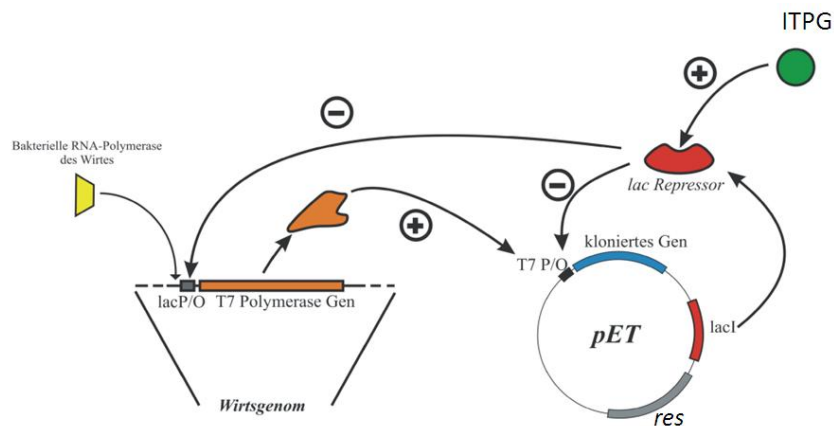 ITPG
+
−
Bakterielle RNA-Polymerase
des Wirtes
lac Repressor
−
+
kloniertes Gen
T7 P/O
lacP/O
T7 Polymerase Gen
lacI
pET
Wirtsgenom
res